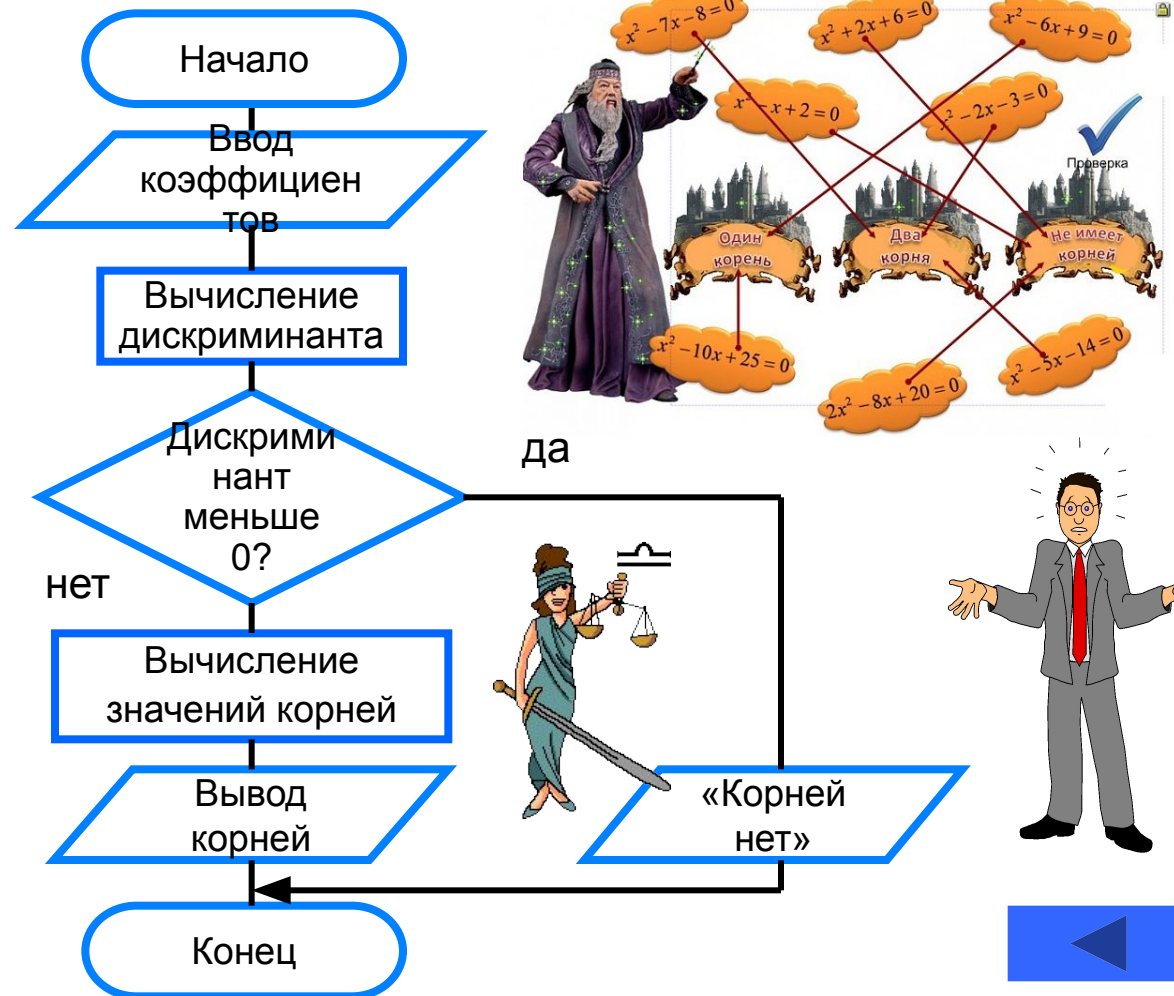 Начало
Ввод
коэффициен
тов
Вычисление
дискриминанта
Дискрими
нант
меньше
0?
да
нет
Вычисление
значений корней
Вывод
корней
«Корней
нет»
Конец
x² − 7x − 8 = 0
x² + 2x + 6 = 0
x² − 6x + 9 = 0
x² − x + 2 = 0
x² − 2x − 3 = 0
Проверка
Один
корень
Два
корня
Не имеет
корней
x² − 10x + 25 = 0
2x² − 8x + 20 = 0
x² − 5x − 14 = 0